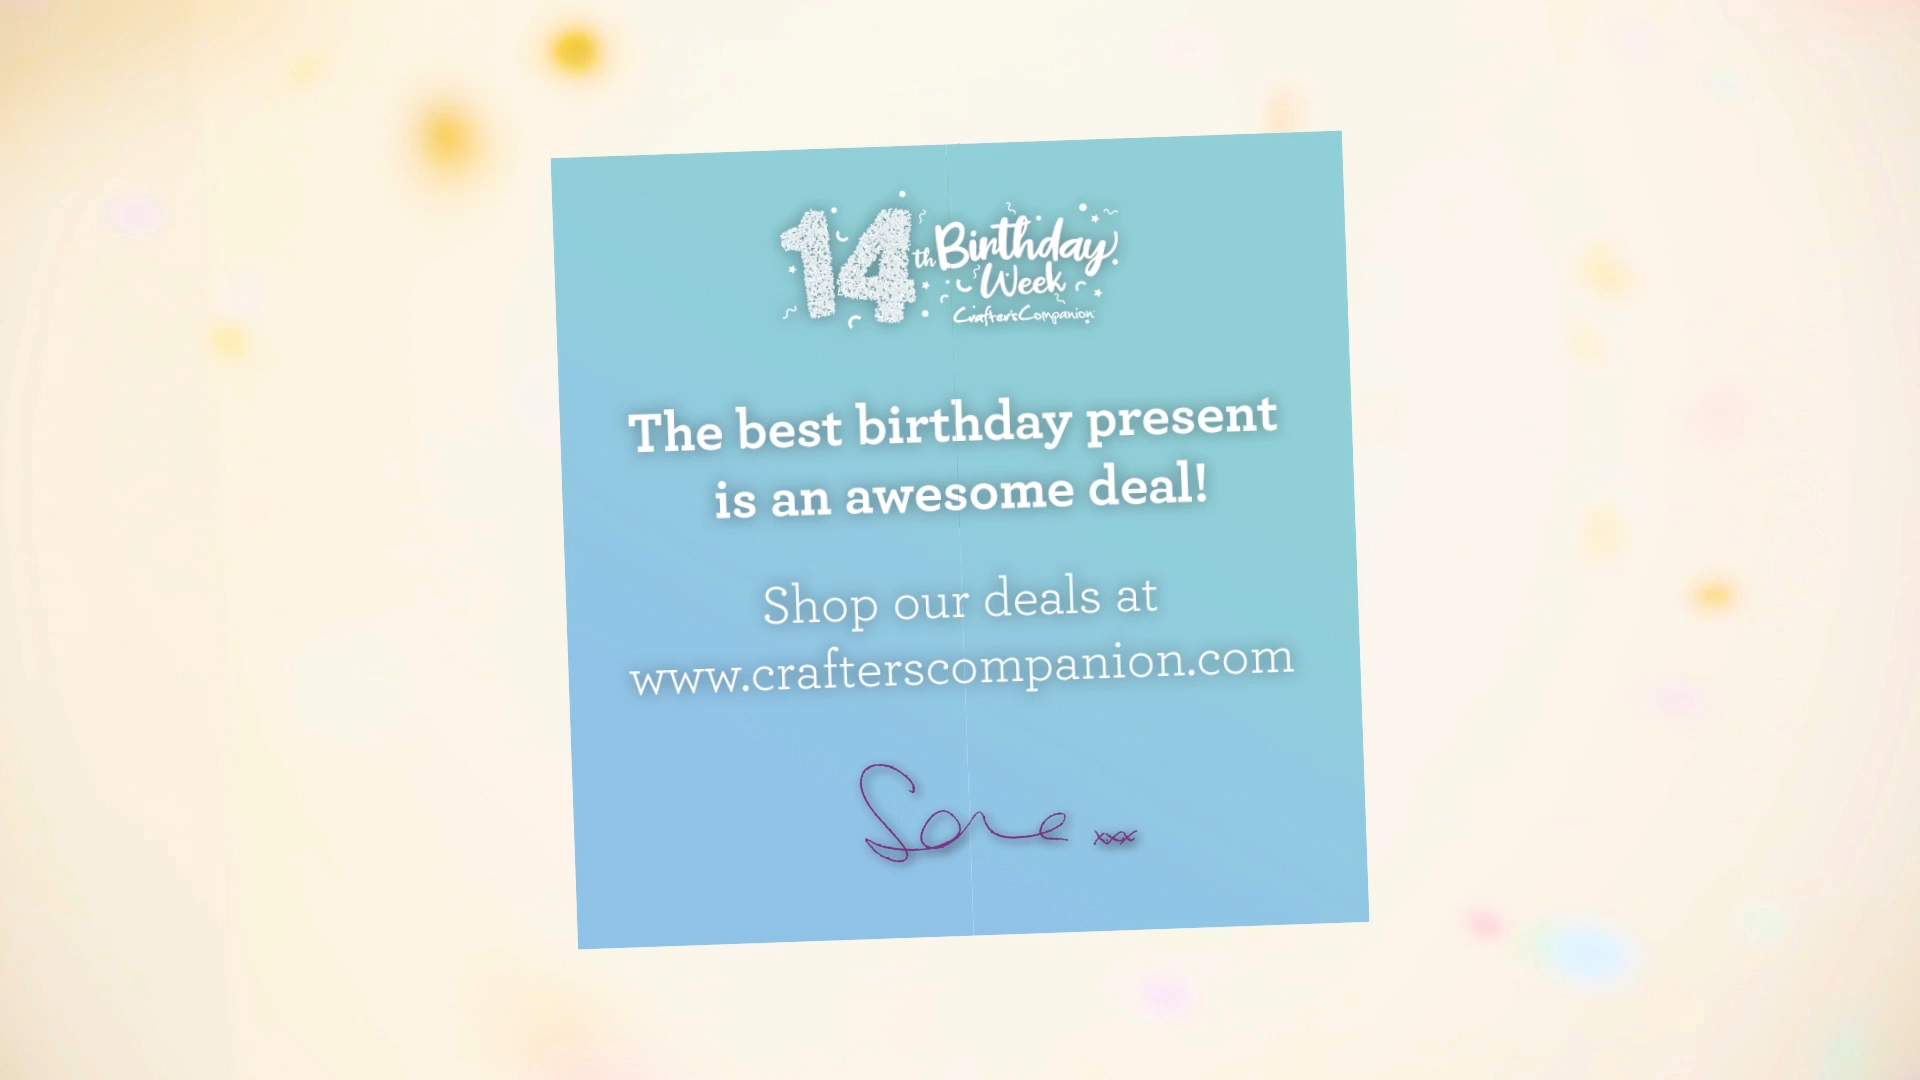 14th Birthday
Week
Crafter's Companion
The best birthday present
is an awesome deal!
Shop our deals at
www.crafterscompanion.com
xxx